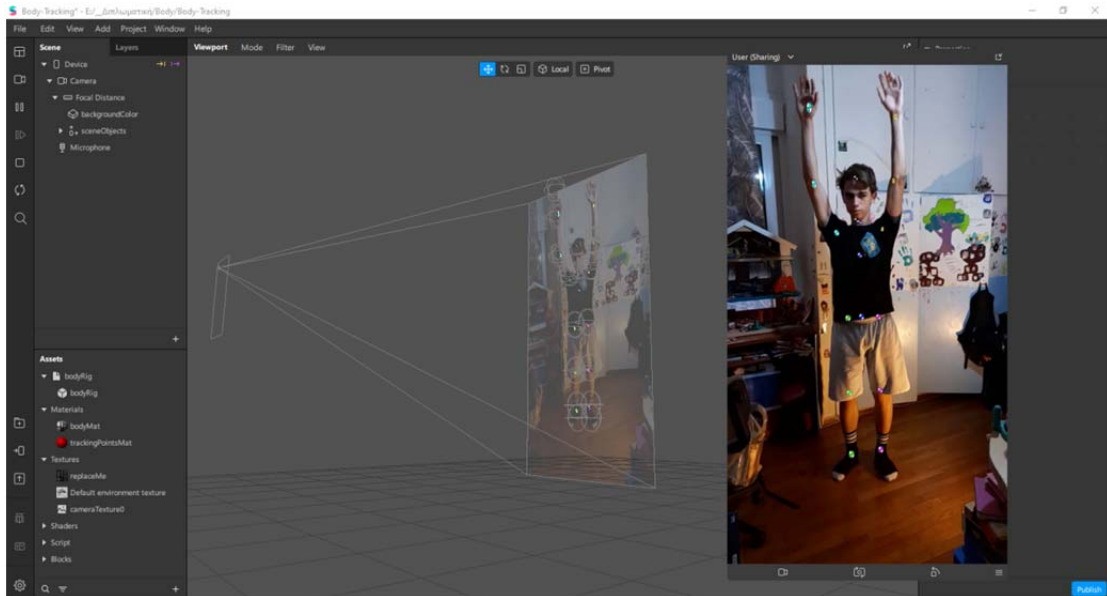 Body-Tracking* - E:/_Διπλωματική/Body/Body-Tracking
File Edit View Add Project Window Help
Scene Layers
Viewport Mode Filter View
Device
Camera
Focal Distance
backgroundColor
sceneObjects
Microphone
Local Pivot
User (Sharing)
Assets
bodyRig
bodyRig
Materials
bodyMat
trackingPointsMat
Textures
replaceMe
Default environment texture
cameraTexture0
Shaders
Script
Blocks
Publish